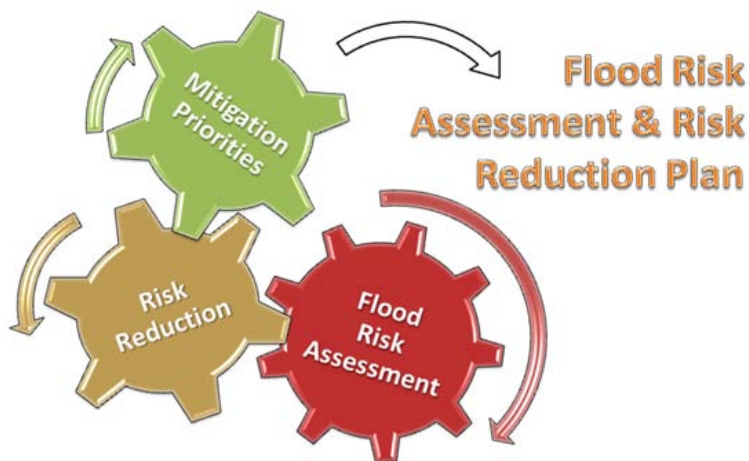 Mitigation
Priorities
Flood Risk
Assessment & Risk
Reduction Plan
Risk
Reduction
Flood
Risk
Assessment